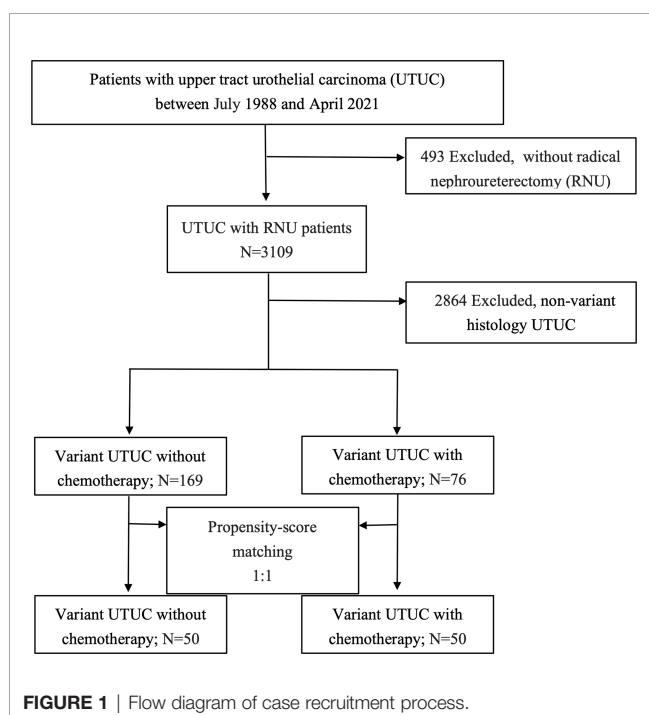 Patients with upper tract urothelial carcinoma (UTUC)
between July 1988 and April 2021
493 Excluded, without radical
nephroureterectomy (RNU)
UTUC with RNU patients
N=3109
2864 Excluded, non-variant
histology UTUC
Variant UTUC without
chemotherapy; N=169
Variant UTUC with
chemotherapy; N=76
Propensity-score
matching
1:1
Variant UTUC without
chemotherapy; N=50
Variant UTUC with
chemotherapy; N=50
FIGURE 1 | Flow diagram of case recruitment process.